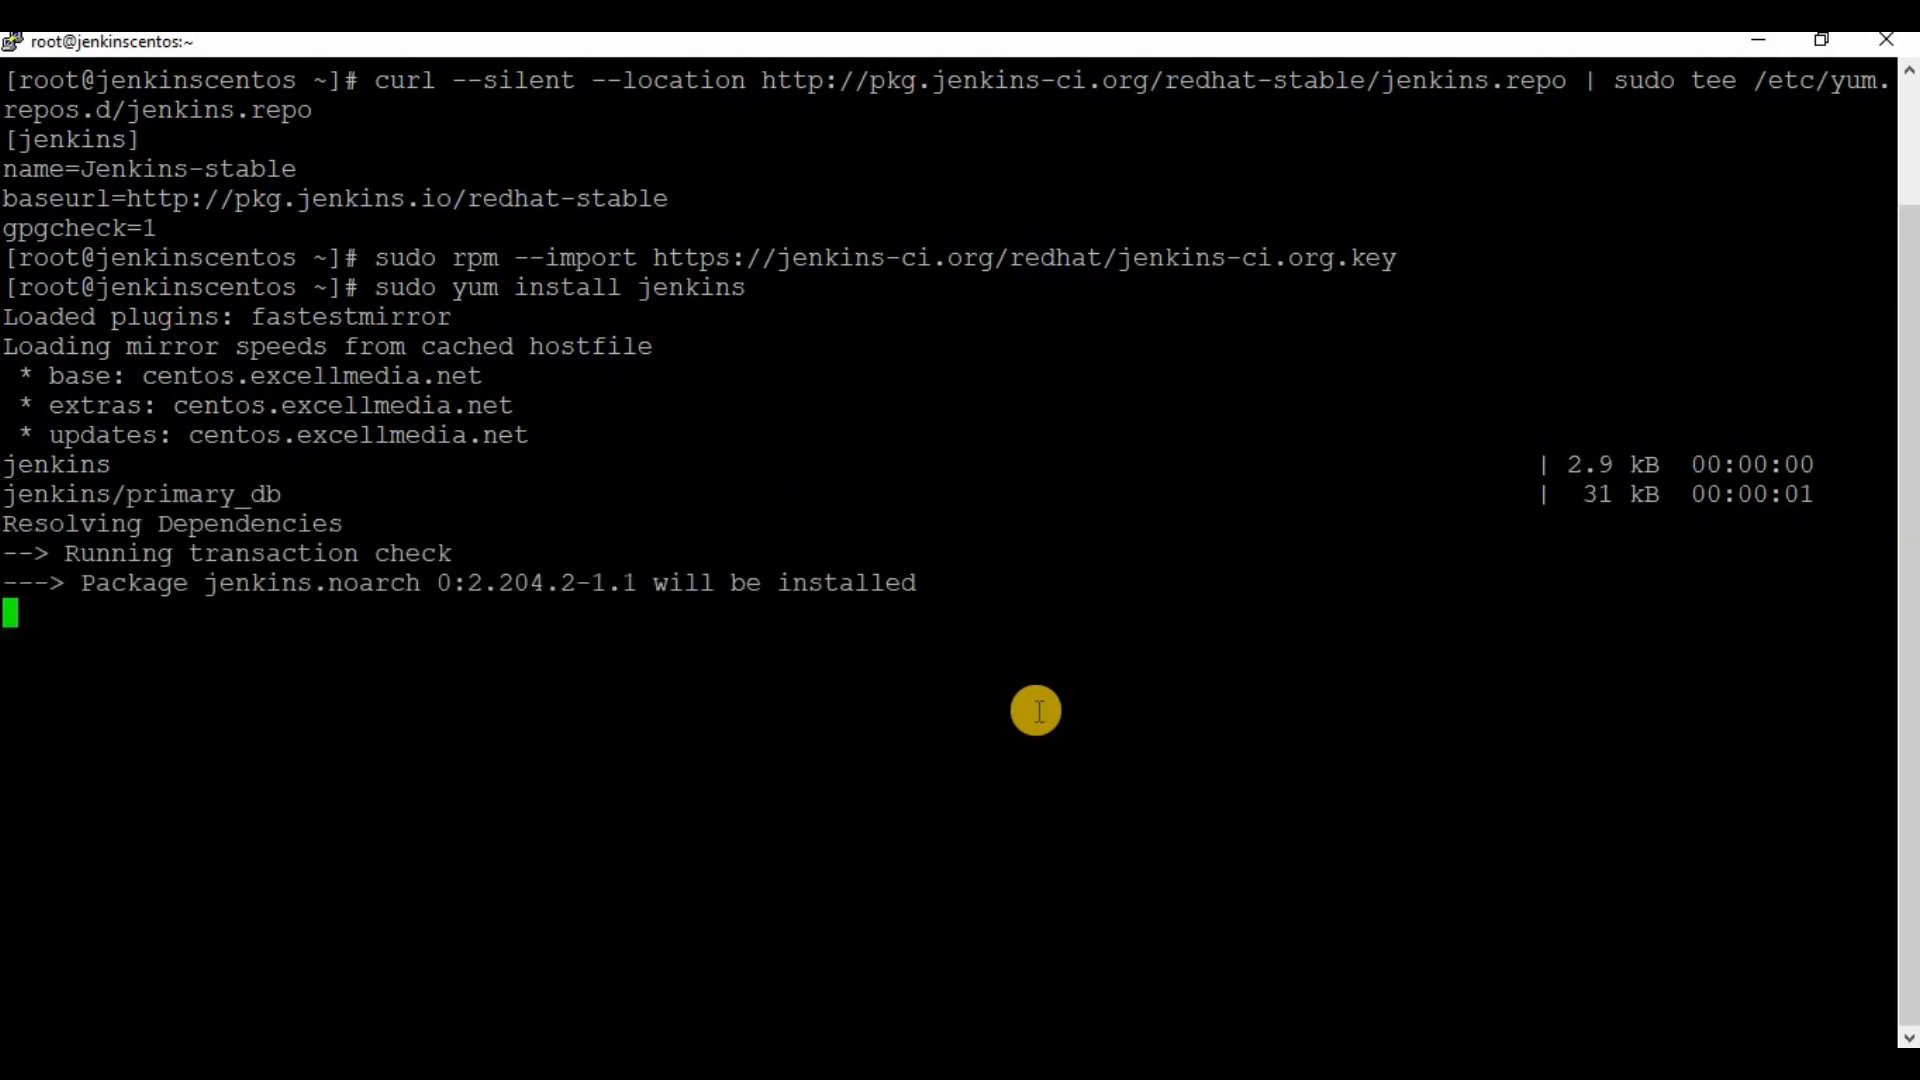 root@jenkinscentos:~
[root@jenkinscentos ~]# curl --silent --location http://pkg.jenkins-ci.org/redhat-stable/jenkins.repo | sudo tee /etc/yum.
repos.d/jenkins.repo
[jenkins]
name=Jenkins-stable
baseurl=http://pkg.jenkins.io/redhat-stable
gpgcheck=1
[root@jenkinscentos ~]# sudo rpm --import https://jenkins-ci.org/redhat/jenkins-ci.org.key
[root@jenkinscentos ~]# sudo yum install jenkins
Loaded plugins: fastestmirror
Loading mirror speeds from cached hostfile
 * base: centos.excellmedia.net
 * extras: centos.excellmedia.net
 * updates: centos.excellmedia.net
jenkins | 2.9 kB 00:00:00
jenkins/primary_db | 31 kB 00:00:01
Resolving Dependencies
--> Running transaction check
---> Package jenkins.noarch 0:2.204.2-1.1 will be installed